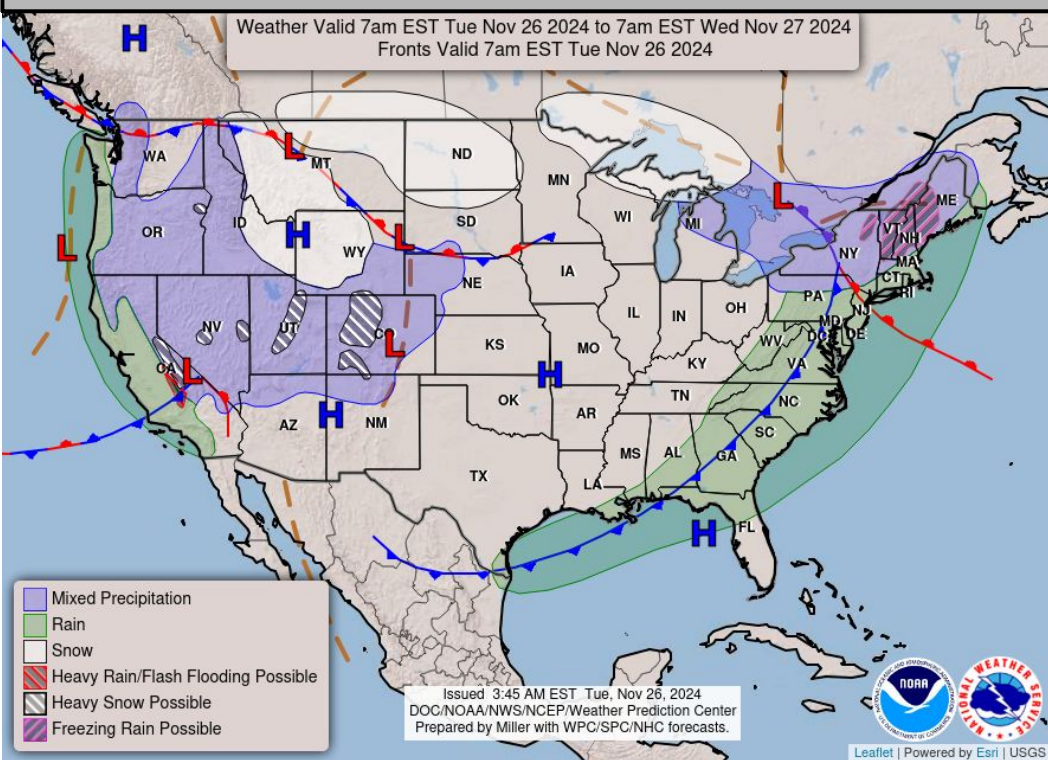 Weather Valid 7am EST Tue Nov 26 2024 to 7am EST Wed Nov 27 2024
Fronts Valid 7am EST Tue Nov 26 2024
H
L
WA
MT
ND
MN
L
ME
OR
ID
H
WY
L
SD
WI
MI
NY
VT
NH
MA
CT
RI
L
NV
UT
CO
L
NE
IA
IL
IN
OH
PA
NJ
MD
DE
DC
WV
VA
CA
L
KS
MO
KY
H
H
AZ
NM
OK
AR
TN
NC
SC
TX
LA
MS
AL
GA
H
FL
Mixed Precipitation
Rain
Snow
Heavy Rain/Flash Flooding Possible
Heavy Snow Possible
Freezing Rain Possible
Issued 3:45 AM EST Tue, Nov 26, 2024
DOC/NOAA/NWS/NCEP/Weather Prediction Center
Prepared by Miller with WPC/SPC/NHC forecasts.
NOAA
NATIONAL WEATHER SERVICE
Leaflet | Powered by Esri | USGS